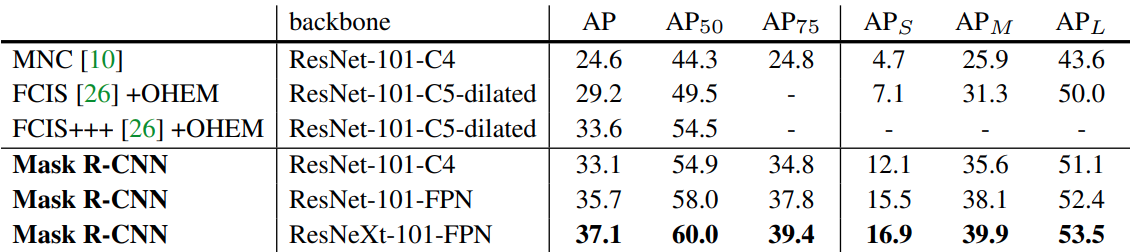 backbone AP AP50 AP75 APS APM APL
MNC [10] ResNet-101-C4 24.6 44.3 24.8 4.7 25.9 43.6
FCIS [26] +OHEM ResNet-101-C5-dilated 29.2 49.5 - 7.1 31.3 50.0
FCIS+++ [26] +OHEM ResNet-101-C5-dilated 33.6 54.5 - - - -
Mask R-CNN ResNet-101-C4 33.1 54.9 34.8 12.1 35.6 51.1
Mask R-CNN ResNet-101-FPN 35.7 58.0 37.8 15.5 38.1 52.4
Mask R-CNN ResNeXt-101-FPN 37.1 60.0 39.4 16.9 39.9 53.5